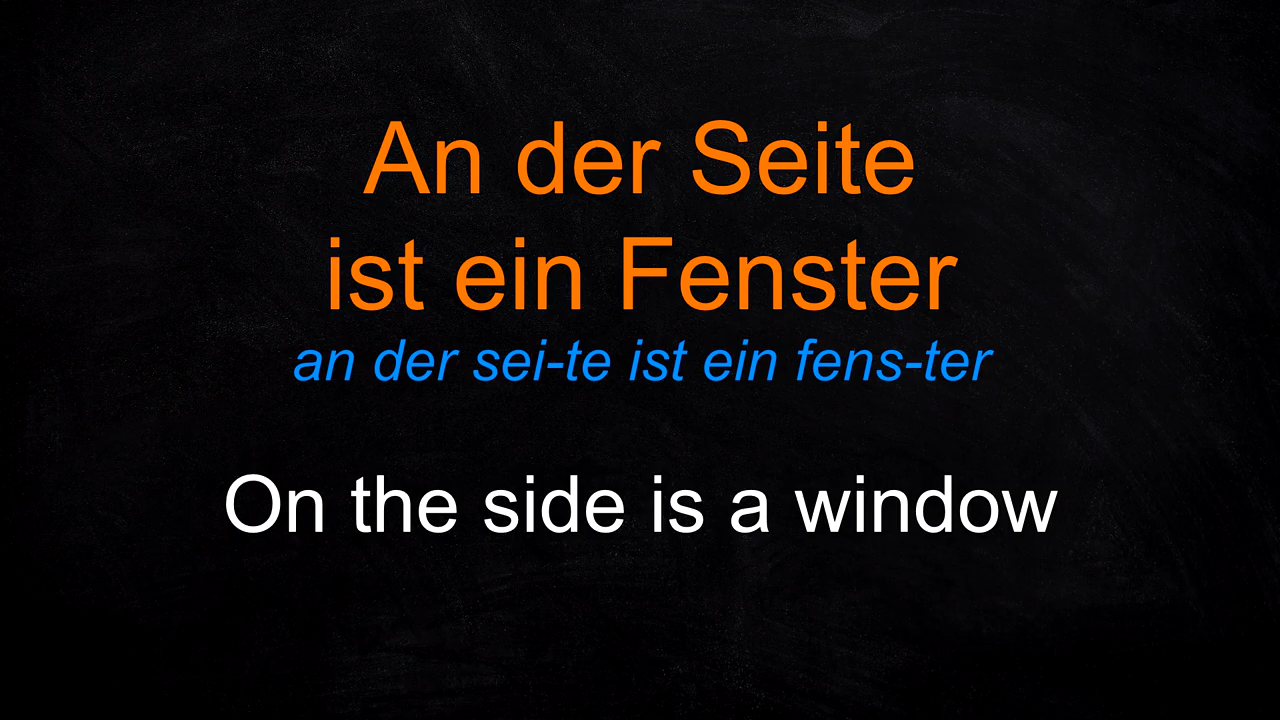 An der Seite
ist ein Fenster
an der sei-te ist ein fens-ter
On the side is a window